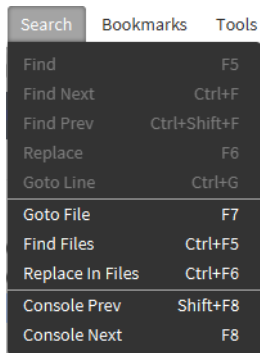 Search Bookmarks Tools
Find F5
Find Next Ctrl+F
Find Prev Ctrl+Shift+F
Replace F6
Goto Line Ctrl+G
Goto File F7
Find Files Ctrl+F5
Replace In Files Ctrl+F6
Console Prev Shift+F8
Console Next F8